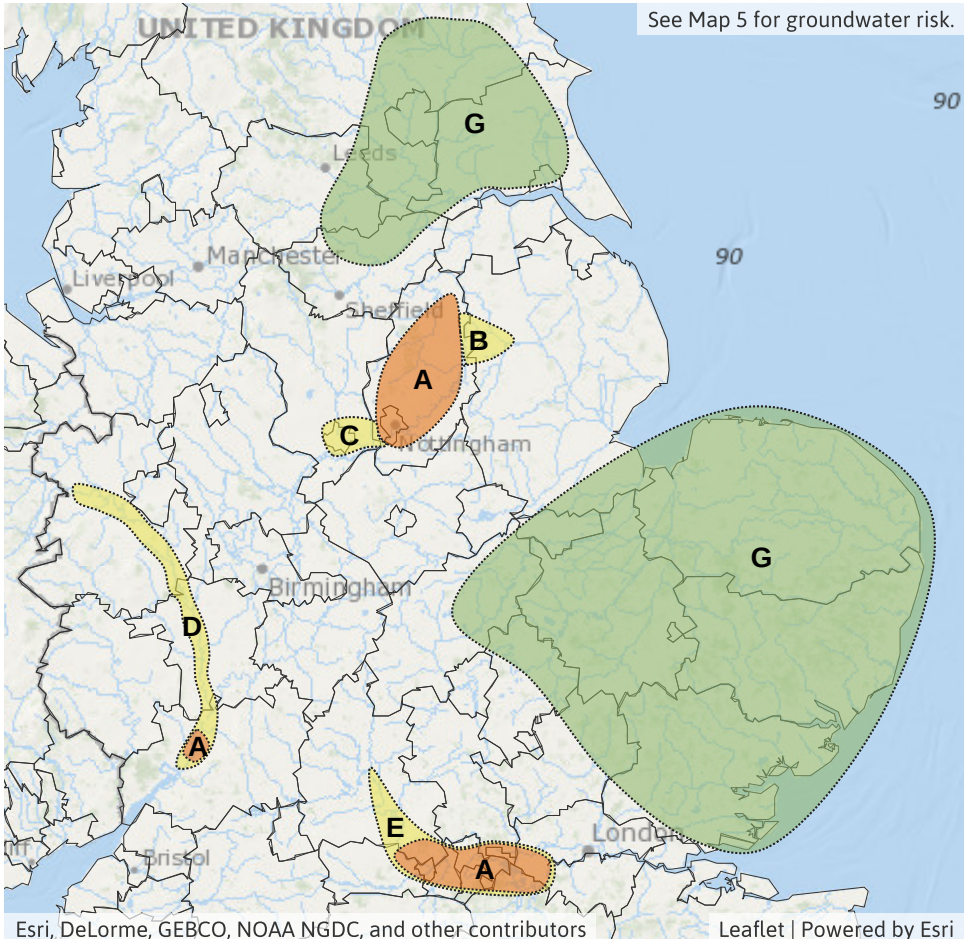 See Map 5 for groundwater risk.
UNITED KINGDOM
90
G
Leeds
Manchester
90
Liverpool
Sheffield
B
A
C
Nottingham
G
Birmingham
D
A
E
London
Bristol
A
Esri, DeLorme, GEBCO, NOAA NGDC, and other contributors
Leaflet | Powered by Esri